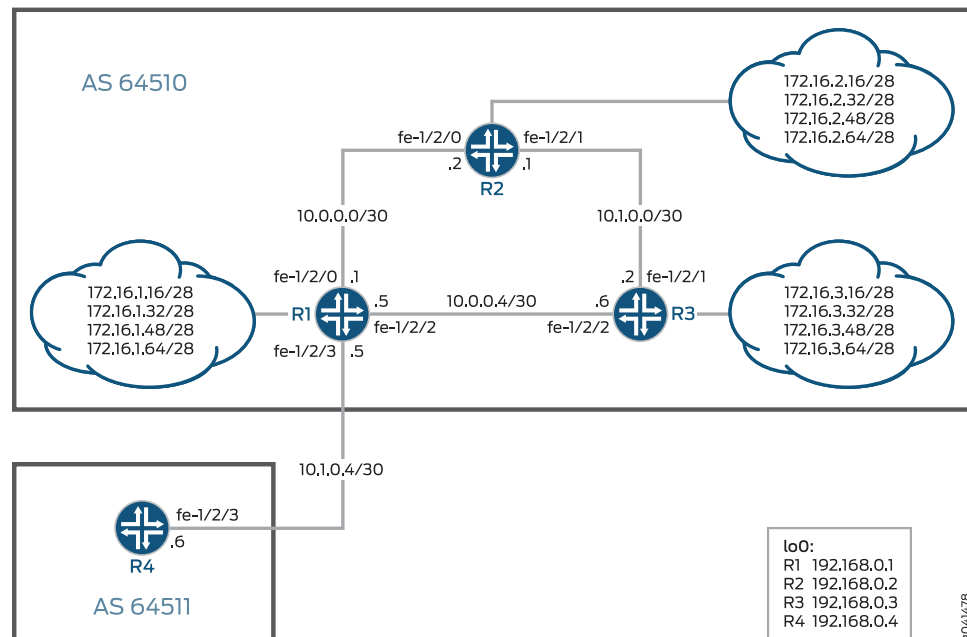 AS 64510
172.16.2.16/28
172.16.2.32/28
172.16.2.48/28
172.16.2.64/28
fe-1/2/0
fe-1/2/1
.2
.1
R2
10.0.0.0/30
10.1.0.0/30
172.16.1.16/28
172.16.1.32/28
172.16.1.48/28
172.16.1.64/28
fe-1/2/0
.1
R1
.5
fe-1/2/2
fe-1/2/3
.5
10.0.0.4/30
.2
fe-1/2/1
.6
fe-1/2/2
R3
172.16.3.16/28
172.16.3.32/28
172.16.3.48/28
172.16.3.64/28
10.1.0.4/30
fe-1/2/3
.6
R4
AS 64511
lo0:
R1 192.168.0.1
R2 192.168.0.2
R3 192.168.0.3
R4 192.168.0.4